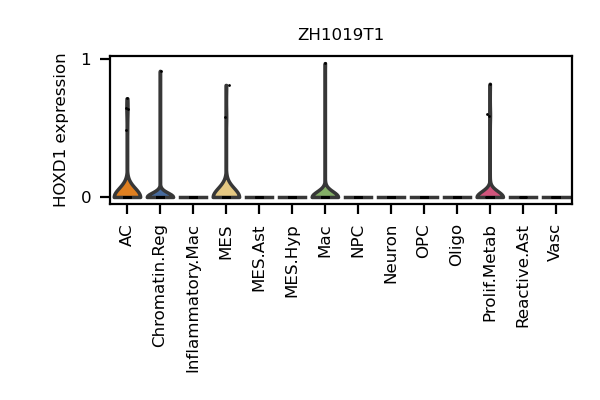 ZH1019T1
HOXD1 expression
1
0
AC
Chromatin.Reg
Inflammatory.Mac
MES
MES.Ast
MES.Hyp
Mac
NPC
Neuron
OPC
Oligo
Prolif.Metab
Reactive.Ast
Vasc